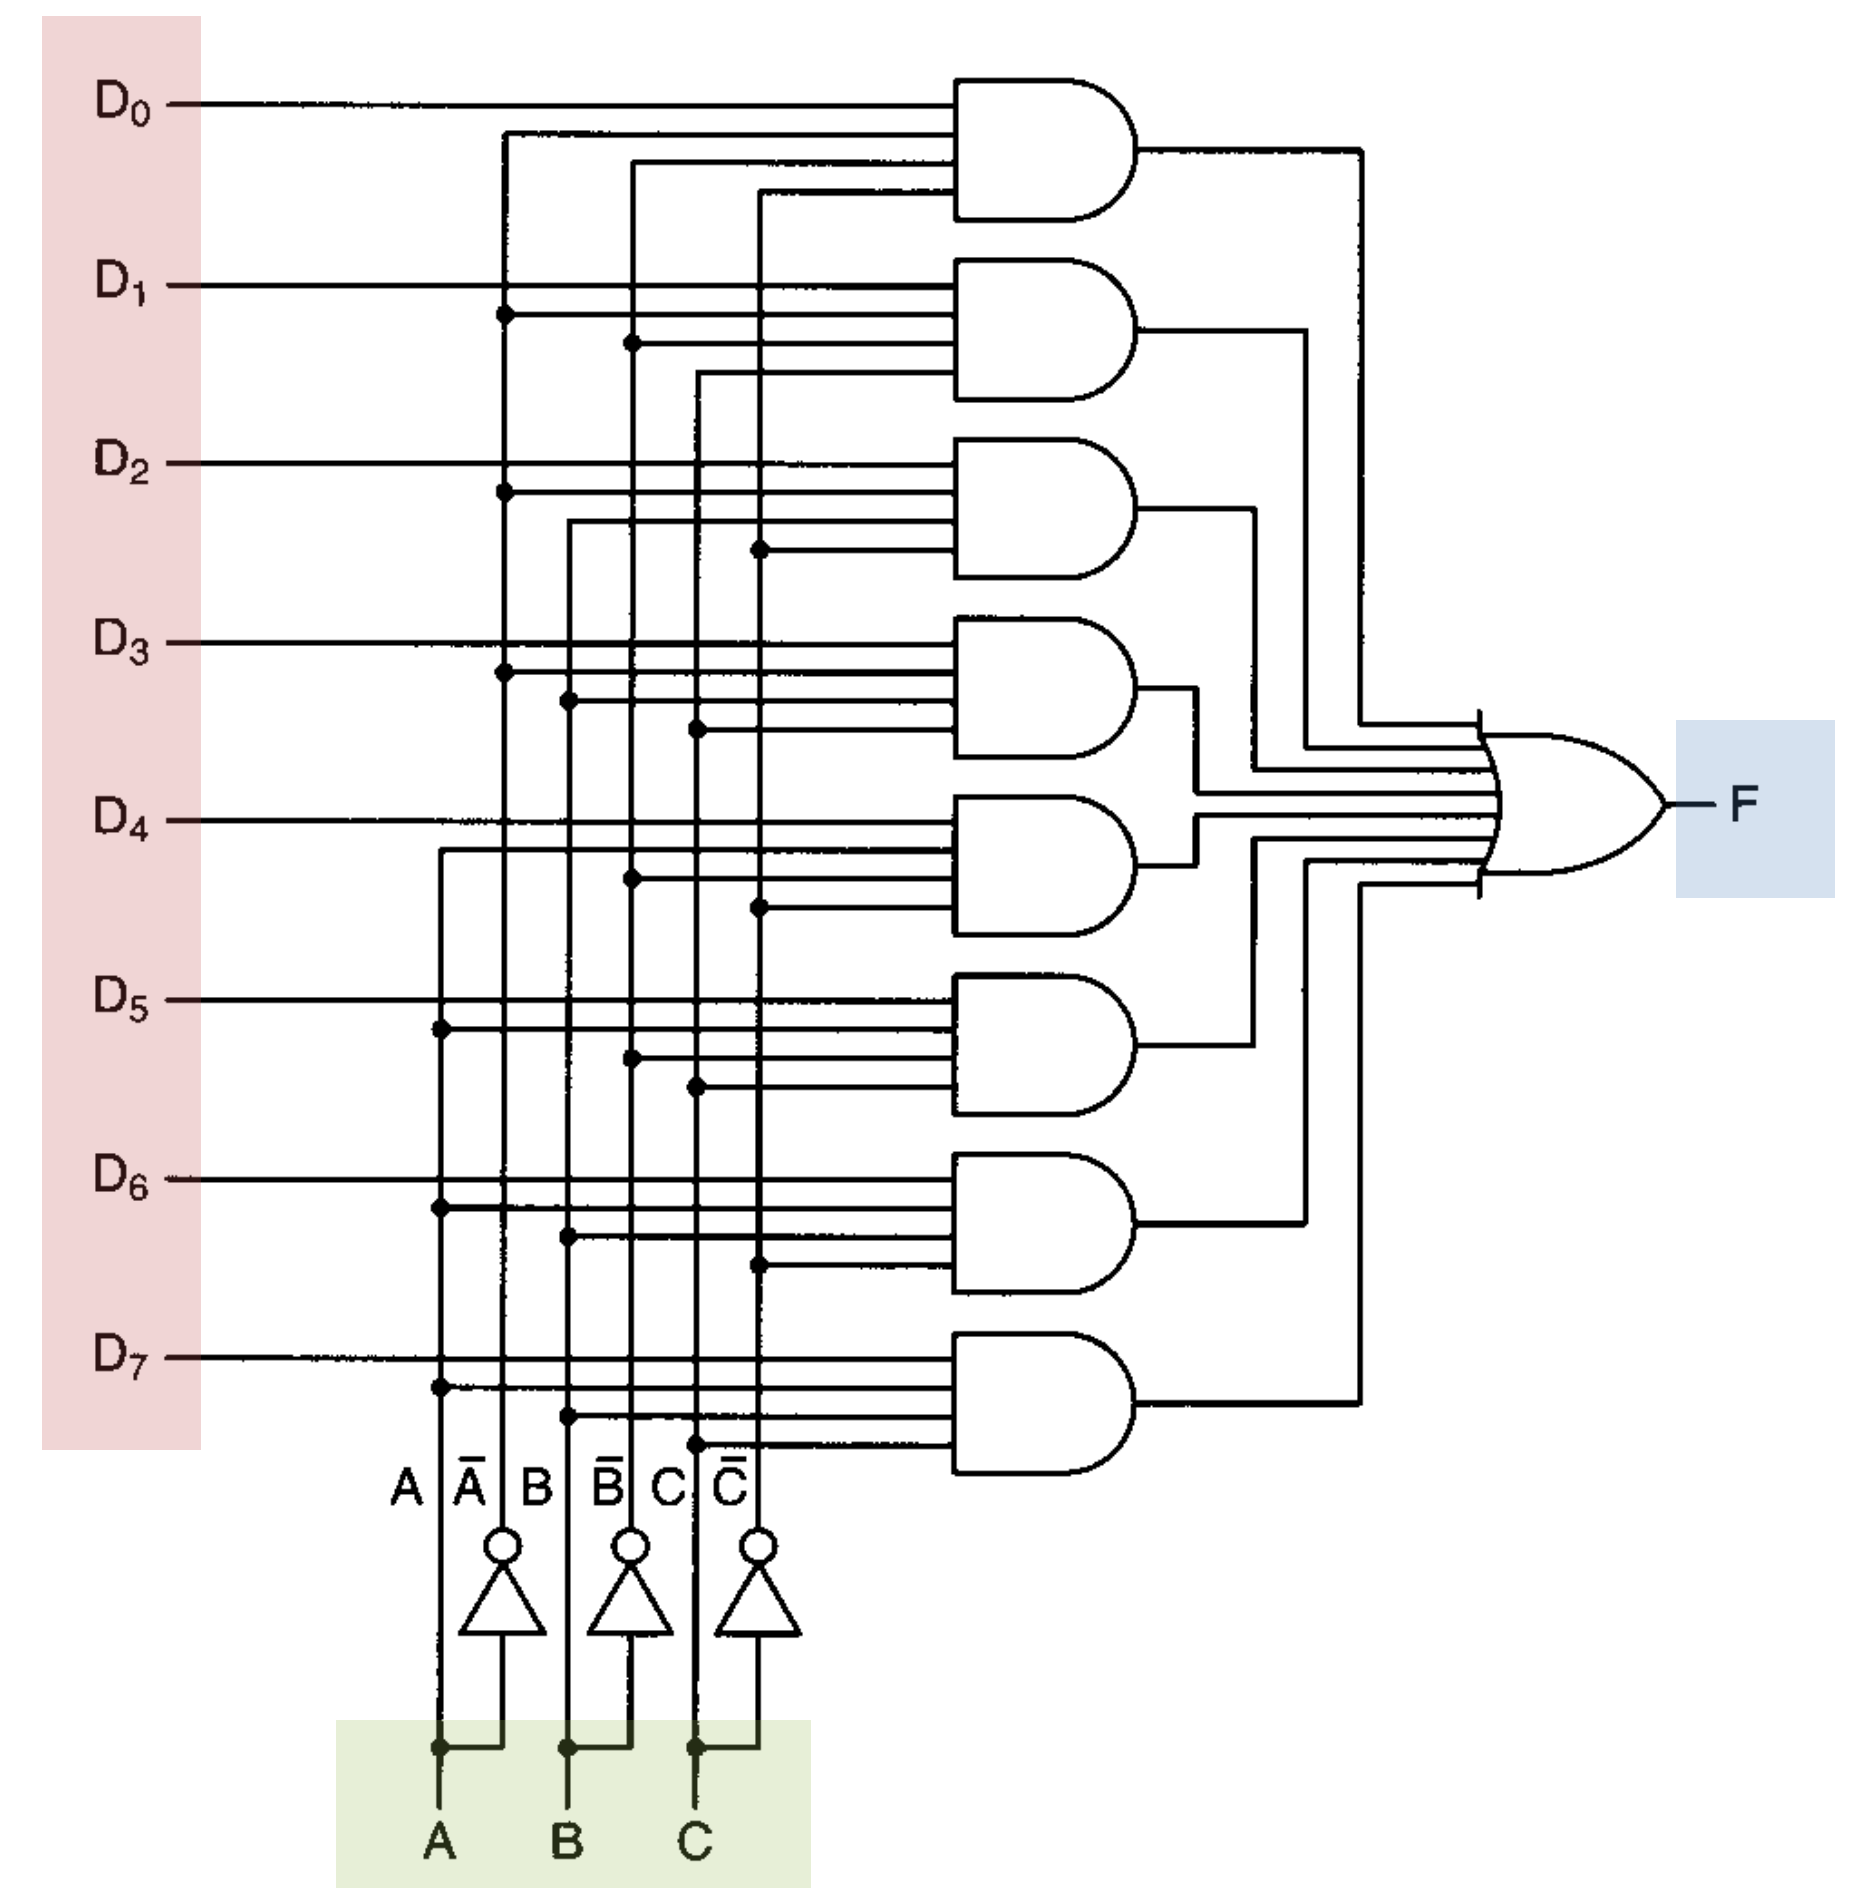 D₀
D₁
D₂
D₃
D₄
F
D₅
D₆
D₇
A A̅ B B̅ C C̅
A B C